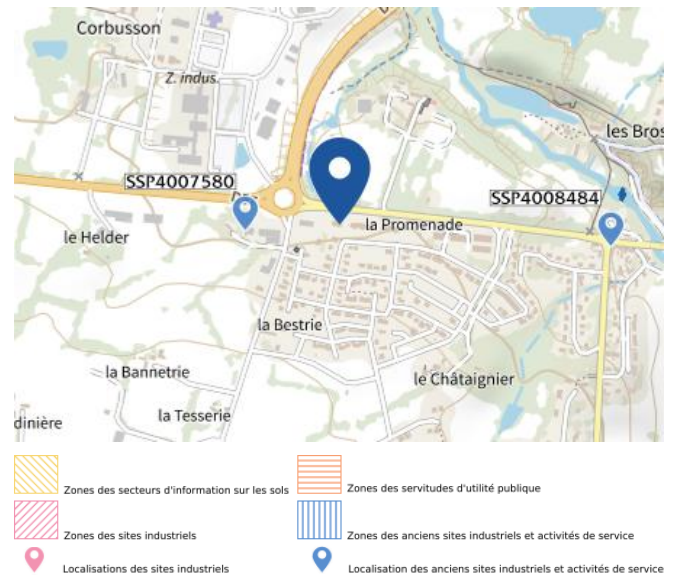 Corbusson
Z. indus.
les Bros
SSP4007580
SSP4008484
la Promenade
le Helder
la Bestrie
la Bannetrie
le Châtaignier
la Tesserie
dinière
Zones des secteurs d'information sur les sols
Zones des servitudes d'utilité publique
Zones des sites industriels
Zones des anciens sites industriels et activités de service
Localisations des sites industriels
Localisation des anciens sites industriels et activités de service